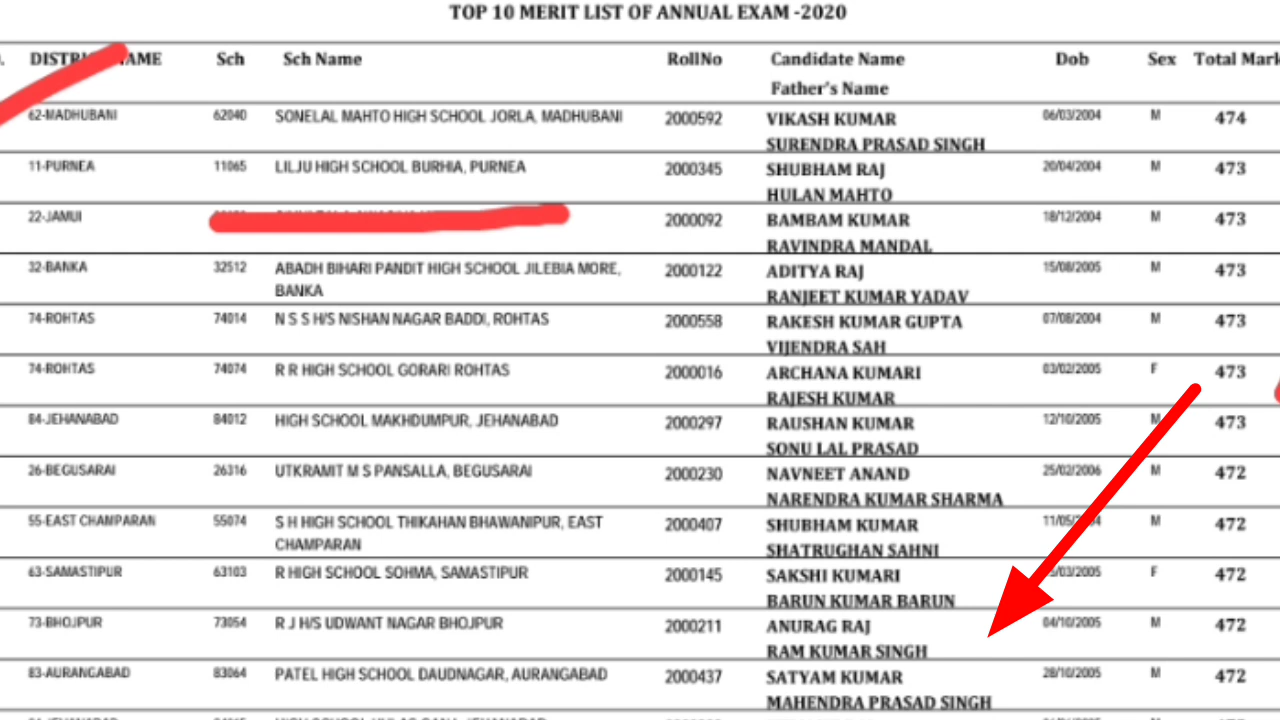 TOP 10 MERIT LIST OF ANNUAL EXAM -2020
DISTRICT NAME Sch Sch Name RollNo Candidate Name Dob Sex Total Mark
Father's Name
62-MADHUBANI 62040 SONELAL MAHTO HIGH SCHOOL JORLA, MADHUBANI 2000592 VIKASH KUMAR 06/03/2004 M 474
SURENDRA PRASAD SINGH
11-PURNEA 11065 LILJU HIGH SCHOOL BURHIA, PURNEA 2000345 SHUBHAM RAJ 20/04/2004 M 473
HULAN MAHTO
22-JAMUI 2000092 BAMBAM KUMAR 18/12/2004 M 473
RAVINDRA MANDAL
32-BANKA 32512 ABADH BIHARI PANDIT HIGH SCHOOL JILEBIA MORE, 2000122 ADITYA RAJ 15/08/2005 M 473
BANKA RANJEET KUMAR YADAV
74-ROHTAS 74014 N S S H/S NISHAN NAGAR BADDI, ROHTAS 2000558 RAKESH KUMAR GUPTA 07/08/2004 M 473
VIJENDRA SAH
74-ROHTAS 74074 R R HIGH SCHOOL GORARI ROHTAS 2000016 ARCHANA KUMARI 03/02/2005 F 473
RAJESH KUMAR
84-JEHANABAD 84012 HIGH SCHOOL MAKHDUMPUR, JEHANABAD 2000297 RAUSHAN KUMAR 12/10/2005 M 473
SONU LAL PRASAD
26-BEGUSARAI 26316 UTKRAMIT M S PANSALLA, BEGUSARAI 2000230 NAVNEET ANAND 25/02/2006 M 472
NARENDRA KUMAR SHARMA
55-EAST CHAMPARAN 55074 S H HIGH SCHOOL THIKAHAN BHAWANIPUR, EAST 2000407 SHUBHAM KUMAR M 472
CHAMPARAN SHATRUGHAN SAHNI
63-SAMASTIPUR 63103 R HIGH SCHOOL SOHMA, SAMASTIPUR 2000145 SAKSHI KUMARI F 472
BARUN KUMAR BARUN
73-BHOJPUR 73054 R J H/S UDWANT NAGAR BHOJPUR 2000211 ANURAG RAJ 04/10/2005 M 472
RAM KUMAR SINGH
83-AURANGABAD 83064 PATEL HIGH SCHOOL DAUDNAGAR, AURANGABAD 2000437 SATYAM KUMAR 28/10/2005 M 472
MAHENDRA PRASAD SINGH